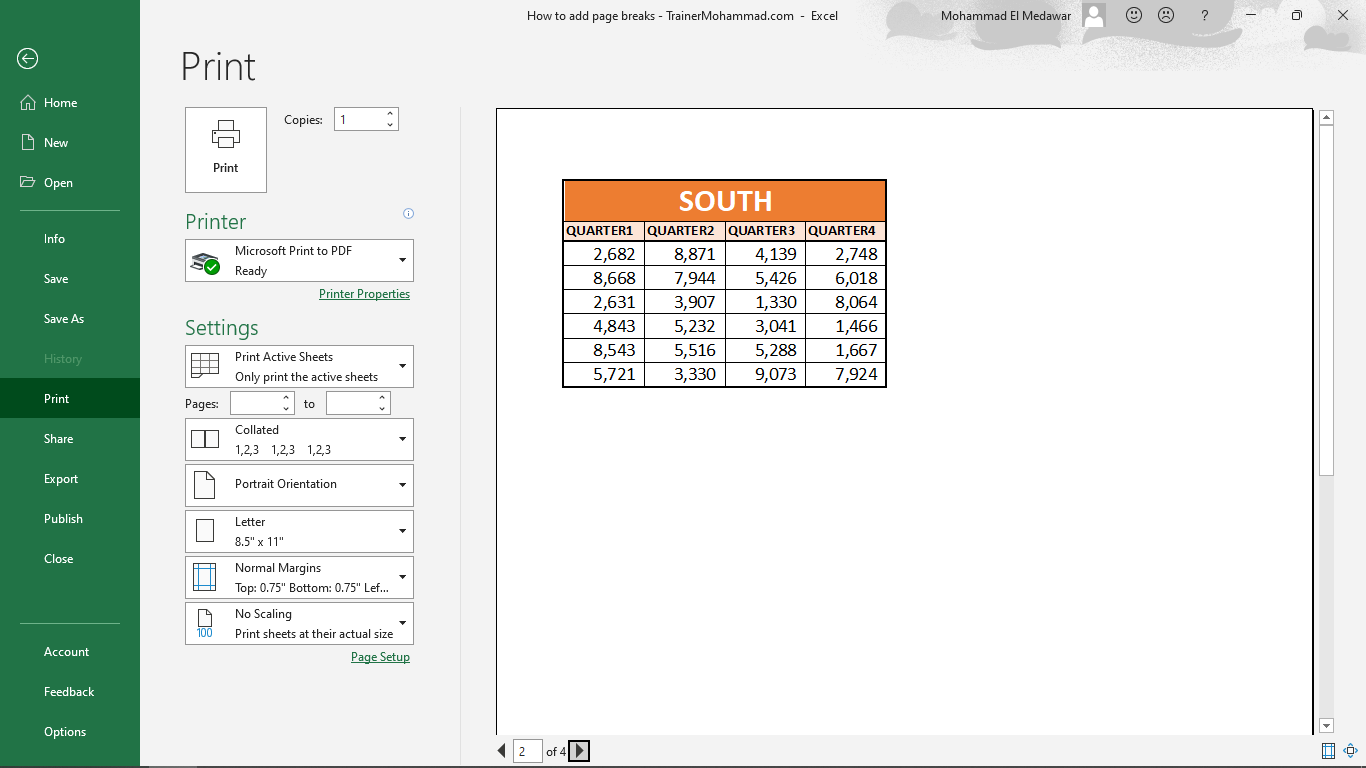 How to add page breaks - TrainerMohammad.com - Excel
Mohammad El Medawar
?
Home
New
Open
Info
Save
Save As
History
Print
Share
Export
Publish
Close
Account
Feedback
Options
Print
Print
Copies: 1
Printer
Microsoft Print to PDF
Ready
Printer Properties
Settings
Print Active Sheets
Only print the active sheets
Pages: to
Collated
1,2,3 1,2,3 1,2,3
Portrait Orientation
Letter
8.5" x 11"
Normal Margins
Top: 0.75" Bottom: 0.75" Lef...
No Scaling
100
Print sheets at their actual size
Page Setup
SOUTH
QUARTER1 QUARTER2 QUARTER3 QUARTER4
2,682 8,871 4,139 2,748
8,668 7,944 5,426 6,018
2,631 3,907 1,330 8,064
4,843 5,232 3,041 1,466
8,543 5,516 5,288 1,667
5,721 3,330 9,073 7,924
2 of 4